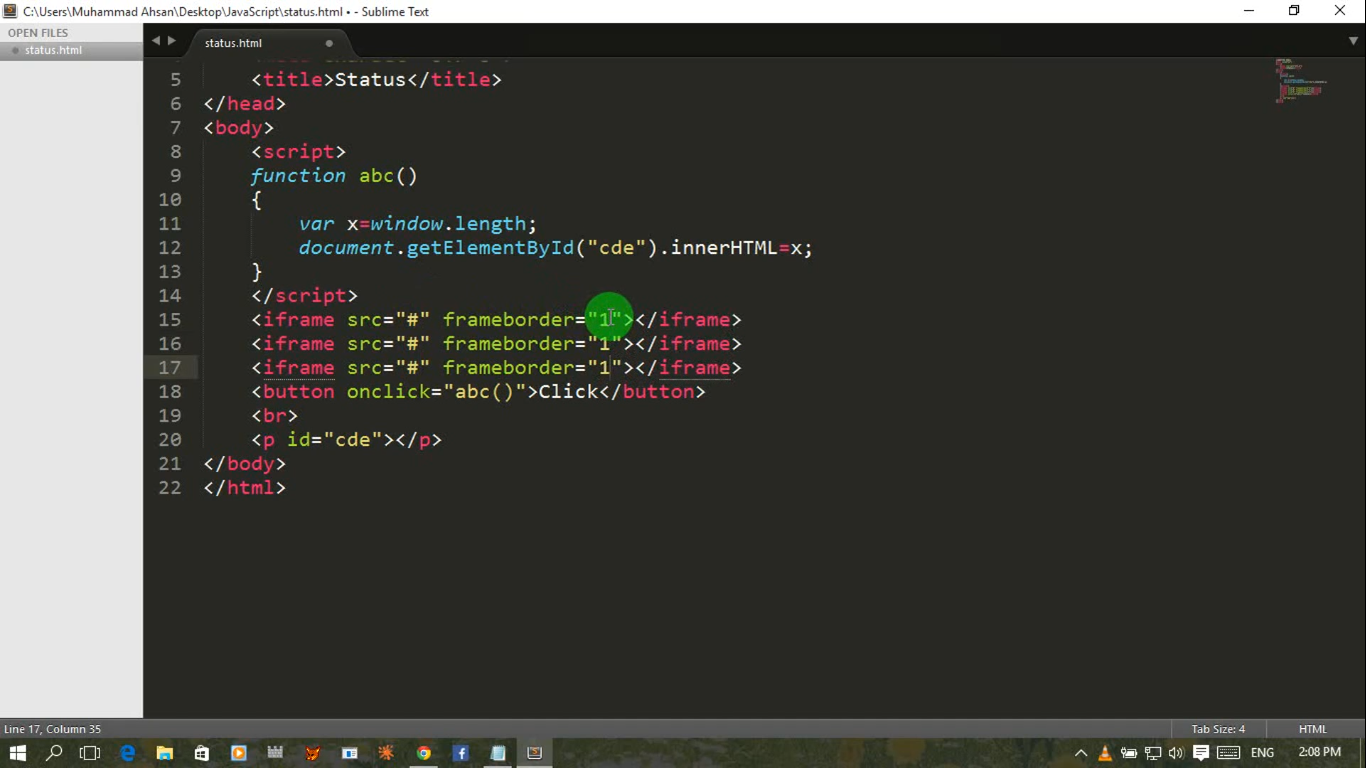 C:\Users\Muhammad Ahsan\Desktop\JavaScript\status.html • - Sublime Text
OPEN FILES
status.html
status.html
5 <title>Status</title>
6 </head>
7 <body>
8 <script>
9 function abc()
10 {
11 var x=window.length;
12 document.getElementById("cde").innerHTML=x;
13 }
14 </script>
15 <iframe src="#" frameborder="1"></iframe>
16 <iframe src="#" frameborder="1"></iframe>
17 <iframe src="#" frameborder="1"></iframe>
18 <button onclick="abc()">Click</button>
19 <br>
20 <p id="cde"></p>
21 </body>
22 </html>
Line 17, Column 35
Tab Size: 4
HTML
ENG
2:08 PM